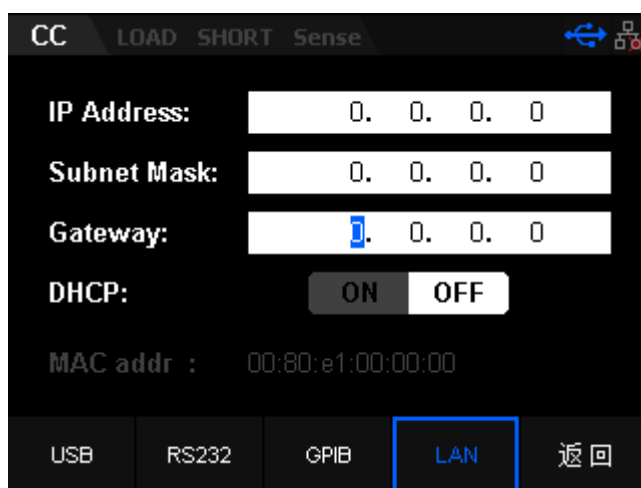 CC LOAD SHORT Sense
IP Address: 0. 0. 0. 0
Subnet Mask: 0. 0. 0. 0
Gateway: 0. 0. 0. 0
DHCP: ON OFF
MAC addr : 00:80:e1:00:00:00
USB RS232 GPIB LAN 返回